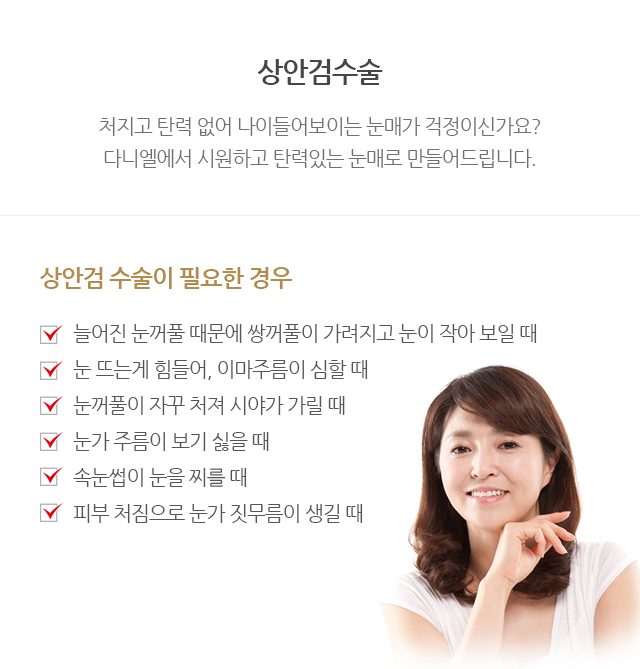 상안검수술
처지고 탄력 없어 나이들어보이는 눈매가 걱정이신가요?
다니엘에서 시원하고 탄력있는 눈매로 만들어드립니다.
상안검 수술이 필요한 경우
늘어진 눈꺼풀 때문에 쌍꺼풀이 가려지고 눈이 작아 보일 때
눈 뜨는게 힘들어, 이마주름이 심할 때
눈꺼풀이 자꾸 처져 시야가 가릴 때
눈가 주름이 보기 싫을 때
속눈썹이 눈을 찌를 때
피부 처짐으로 눈가 짓무름이 생길 때